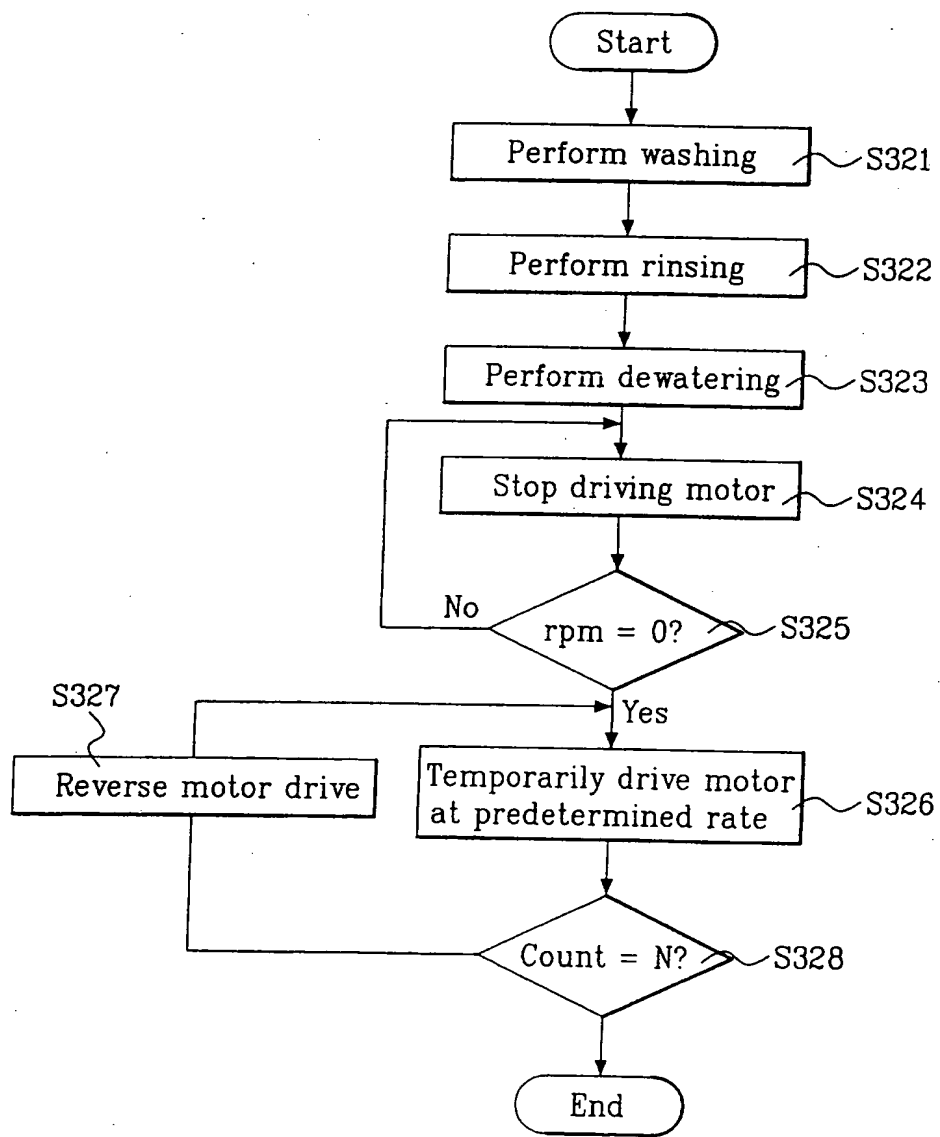 Start
Perform washing
S321
Perform rinsing
S322
Perform dewatering
S323
Stop driving motor
S324
No
rpm = 0?
S325
S327
Yes
Reverse motor drive
Temporarily drive motor
at predetermined rate
S326
Count = N?
S328
End